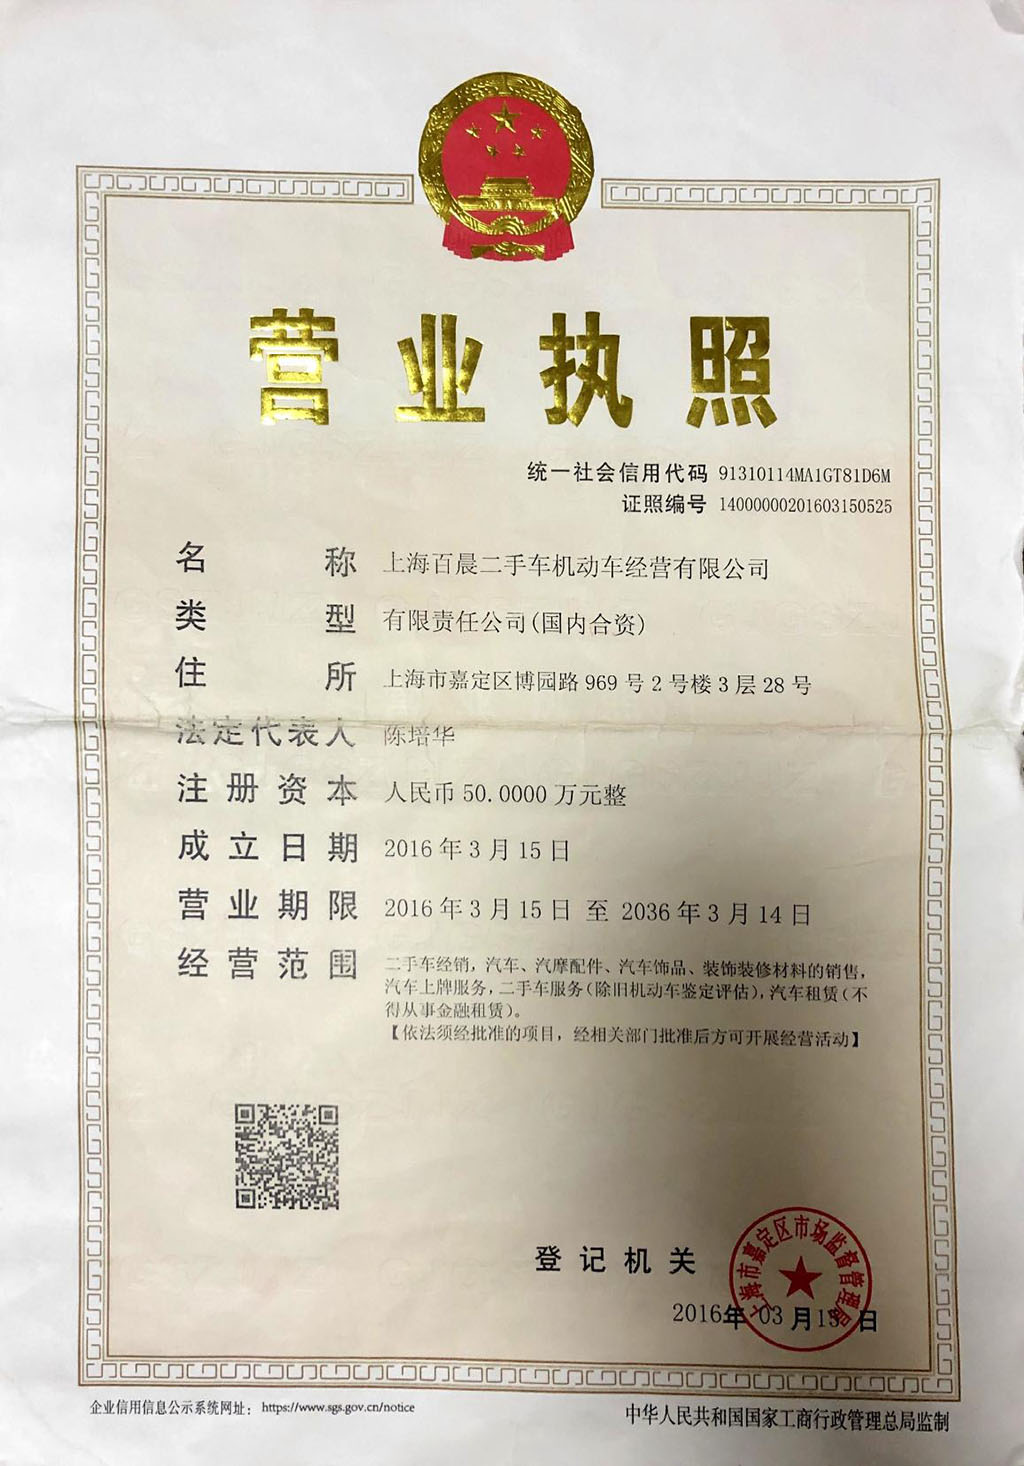 营业执照
统一社会信用代码 91310114MA1GT81D6M
证照编号 14000000201603150525
名称 上海百晨二手车机动车经营有限公司
类型 有限责任公司(国内合资)
住所 上海市嘉定区博园路969号2号楼3层28号
法定代表人 陈培华
注册资本 人民币50.0000万元整
成立日期 2016年3月15日
营业期限 2016年3月15日 至 2036年3月14日
经营范围 二手车经销，汽车、汽摩配件、汽车饰品、装饰装修材料的销售，
汽车上牌服务，二手车服务(除旧机动车鉴定评估)，汽车租赁(不
得从事金融租赁)。
【依法须经批准的项目，经相关部门批准后方可开展经营活动】
登记机关
上海市嘉定区市场监督管理局
2016年03月15日
企业信用信息公示系统网址： https://www.sgs.gov.cn/notice
中华人民共和国国家工商行政管理总局监制